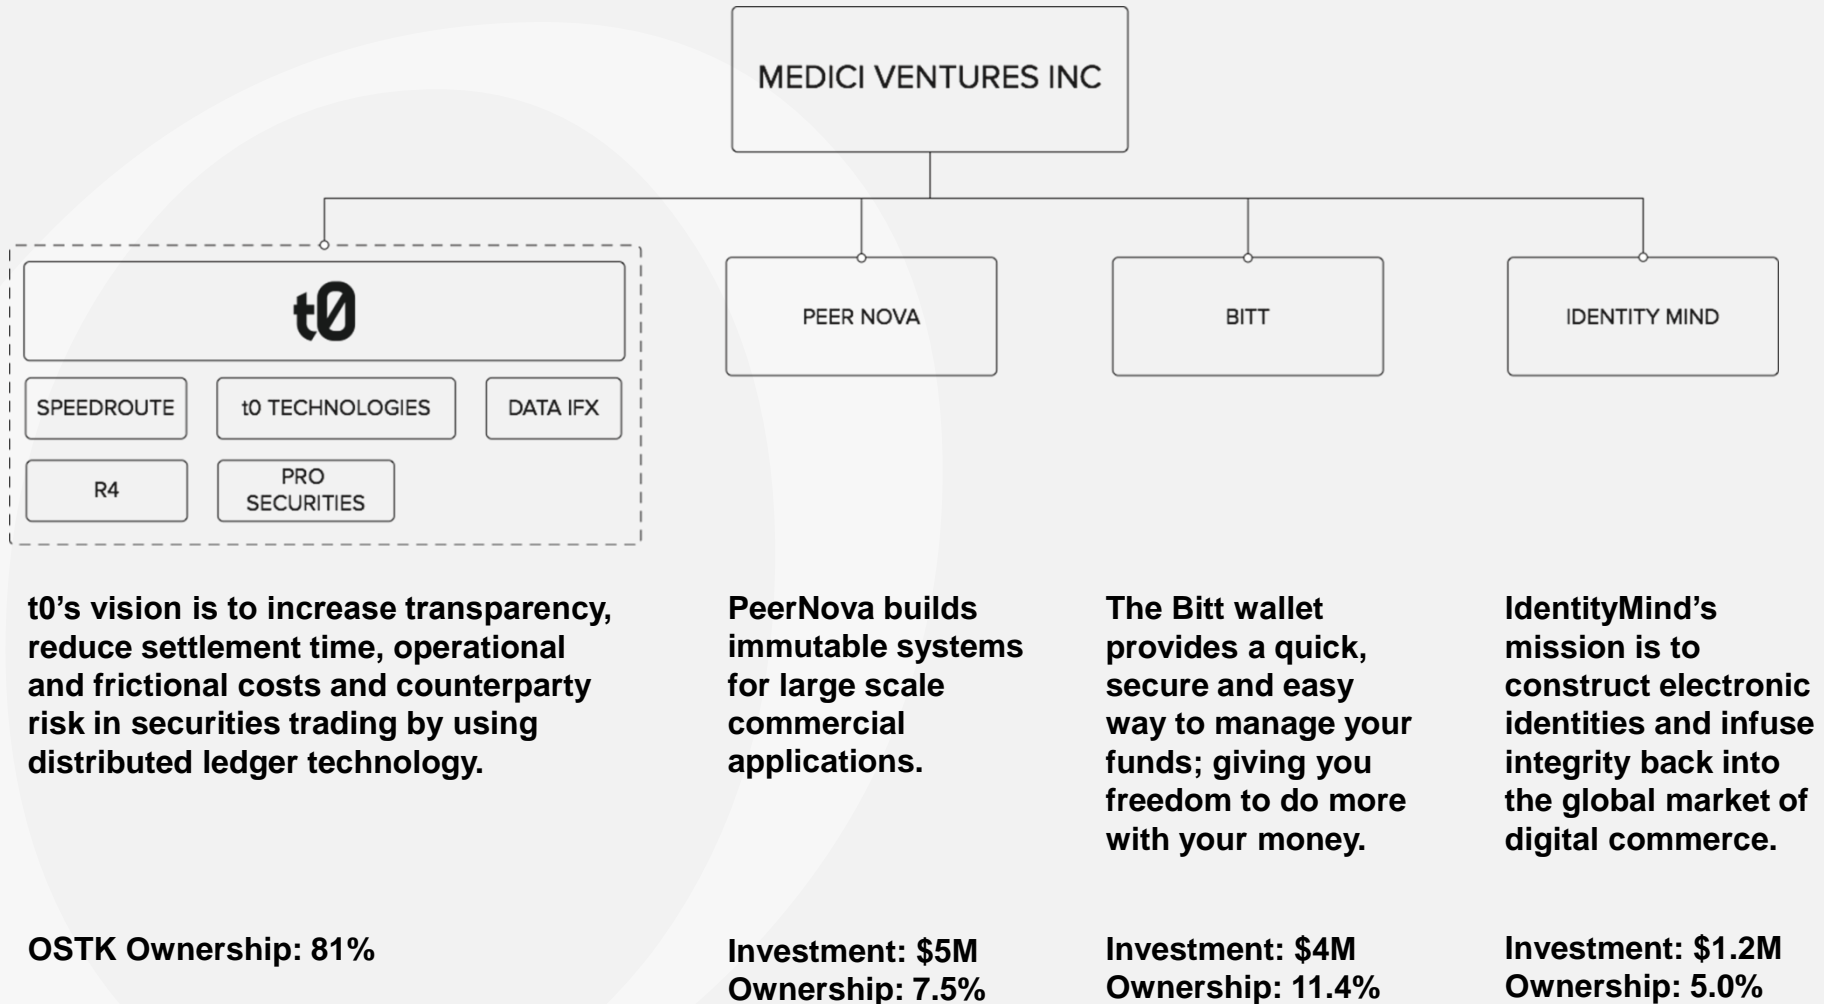 MEDICI VENTURES INC
t0
SPEEDROUTE
t0 TECHNOLOGIES
DATA IFX
R4
PRO
SECURITIES
PEER NOVA
BITT
IDENTITY MIND
t0’s vision is to increase transparency,
reduce settlement time, operational
and frictional costs and counterparty
risk in securities trading by using
distributed ledger technology.
OSTK Ownership: 81%
PeerNova builds
immutable systems
for large scale
commercial
applications.
Investment: $5M
Ownership: 7.5%
The Bitt wallet
provides a quick,
secure and easy
way to manage your
funds; giving you
freedom to do more
with your money.
Investment: $4M
Ownership: 11.4%
IdentityMind’s
mission is to
construct electronic
identities and infuse
integrity back into
the global market of
digital commerce.
Investment: $1.2M
Ownership: 5.0%